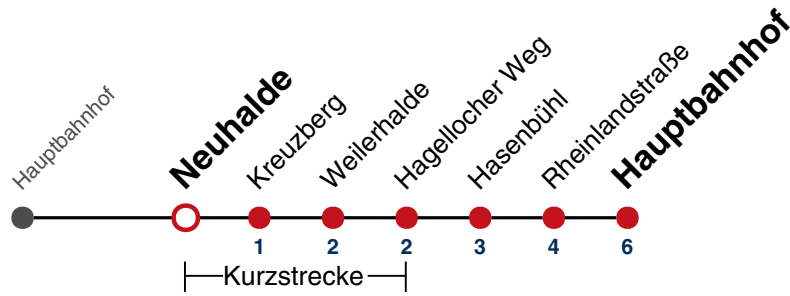 Hauptbahnhof
Neuhalde
Kreuzberg
Weilerhalde
Hagellocher Weg
Hasenbühl
Rheinlandstraße
Hauptbahnhof
1 2 2 3 4 6
Kurzstrecke